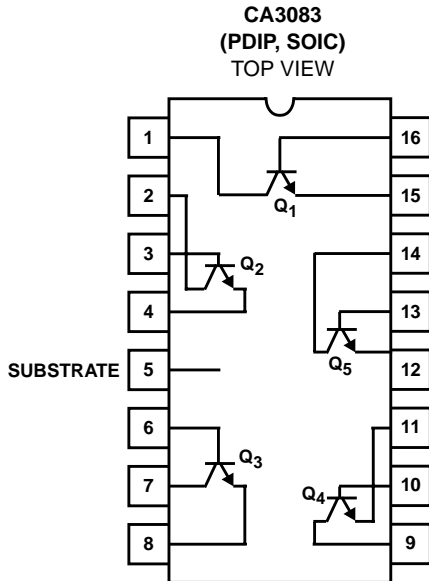 CA3083
(PDIP, SOIC)
TOP VIEW
1
16
2
15
Q1
3
14
Q2
4
13
SUBSTRATE
5
12
Q5
6
11
Q3
7
10
Q4
8
9